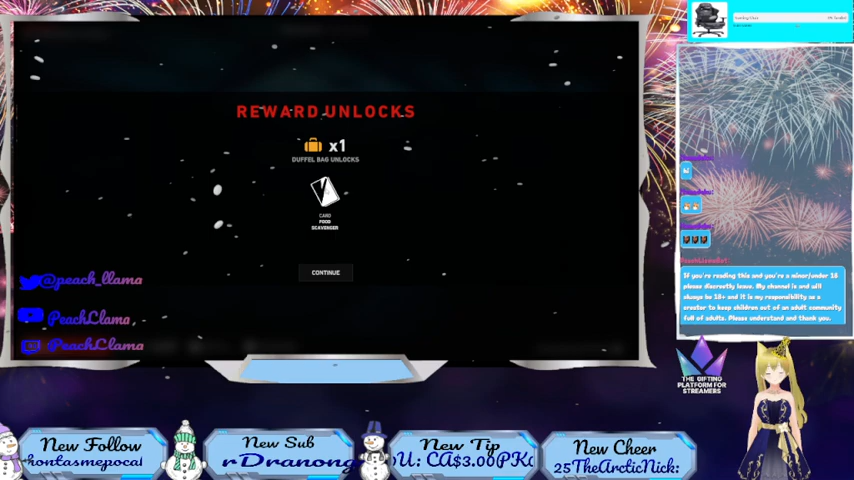 REWARD UNLOCKS
x1
DUFFEL BAG UNLOCKS
CARD
FOOD
SCAVENGER
CONTINUE
@peach_llama
PeachLlama
PeachLlama
If you're reading this and you're a minor/under 18
please discreetly leave. My channel is and will
always be 18+ and it is my responsibility as a
creator to keep children out of an adult community
full of adults. Please understand and thank you.
THE GIFTING
PLATFORM FOR
STREAMERS
New Follow
hontasmepocal
New Sub
rDranong
New Tip
U: CA$3.00PK
New Cheer
25TheArcticNick: